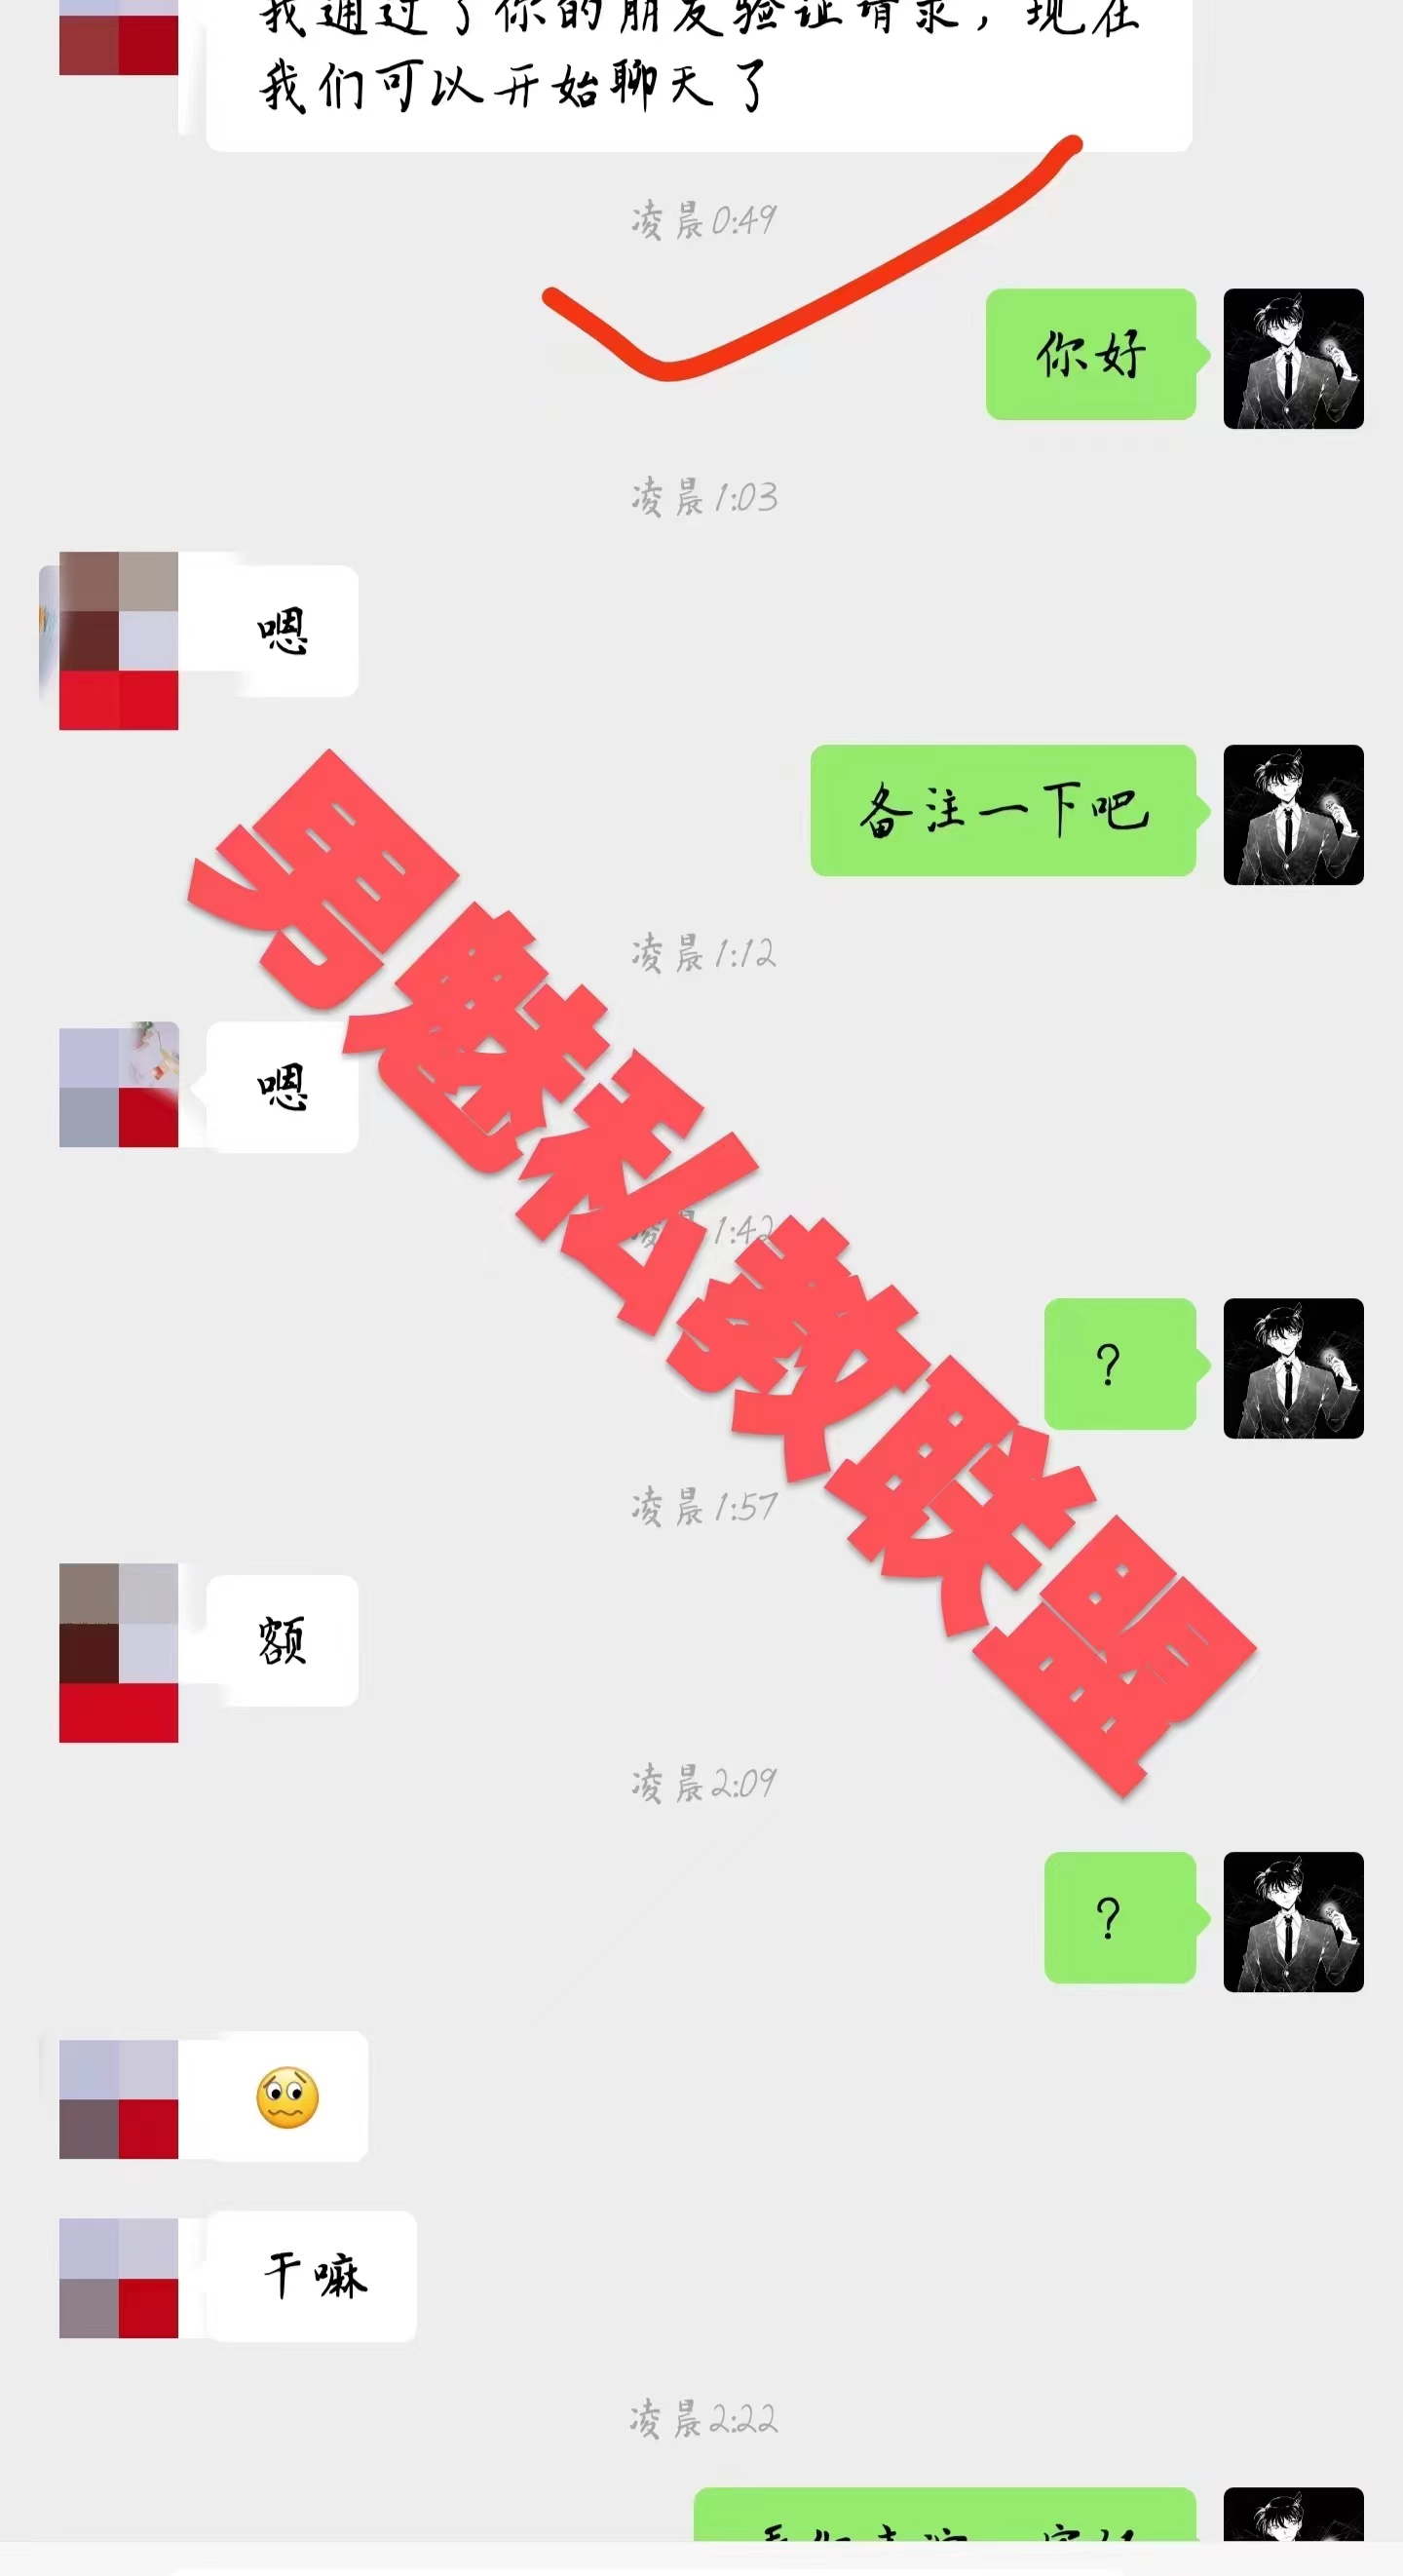 我通过了你的朋友验证请求，现在
我们可以开始聊天了
凌晨0:49
你好
凌晨1:03
嗯
备注一下吧
凌晨1:12
嗯
凌晨1:42
?
凌晨1:57
额
凌晨2:09
?
干嘛
凌晨2:22
男魅私教联盟